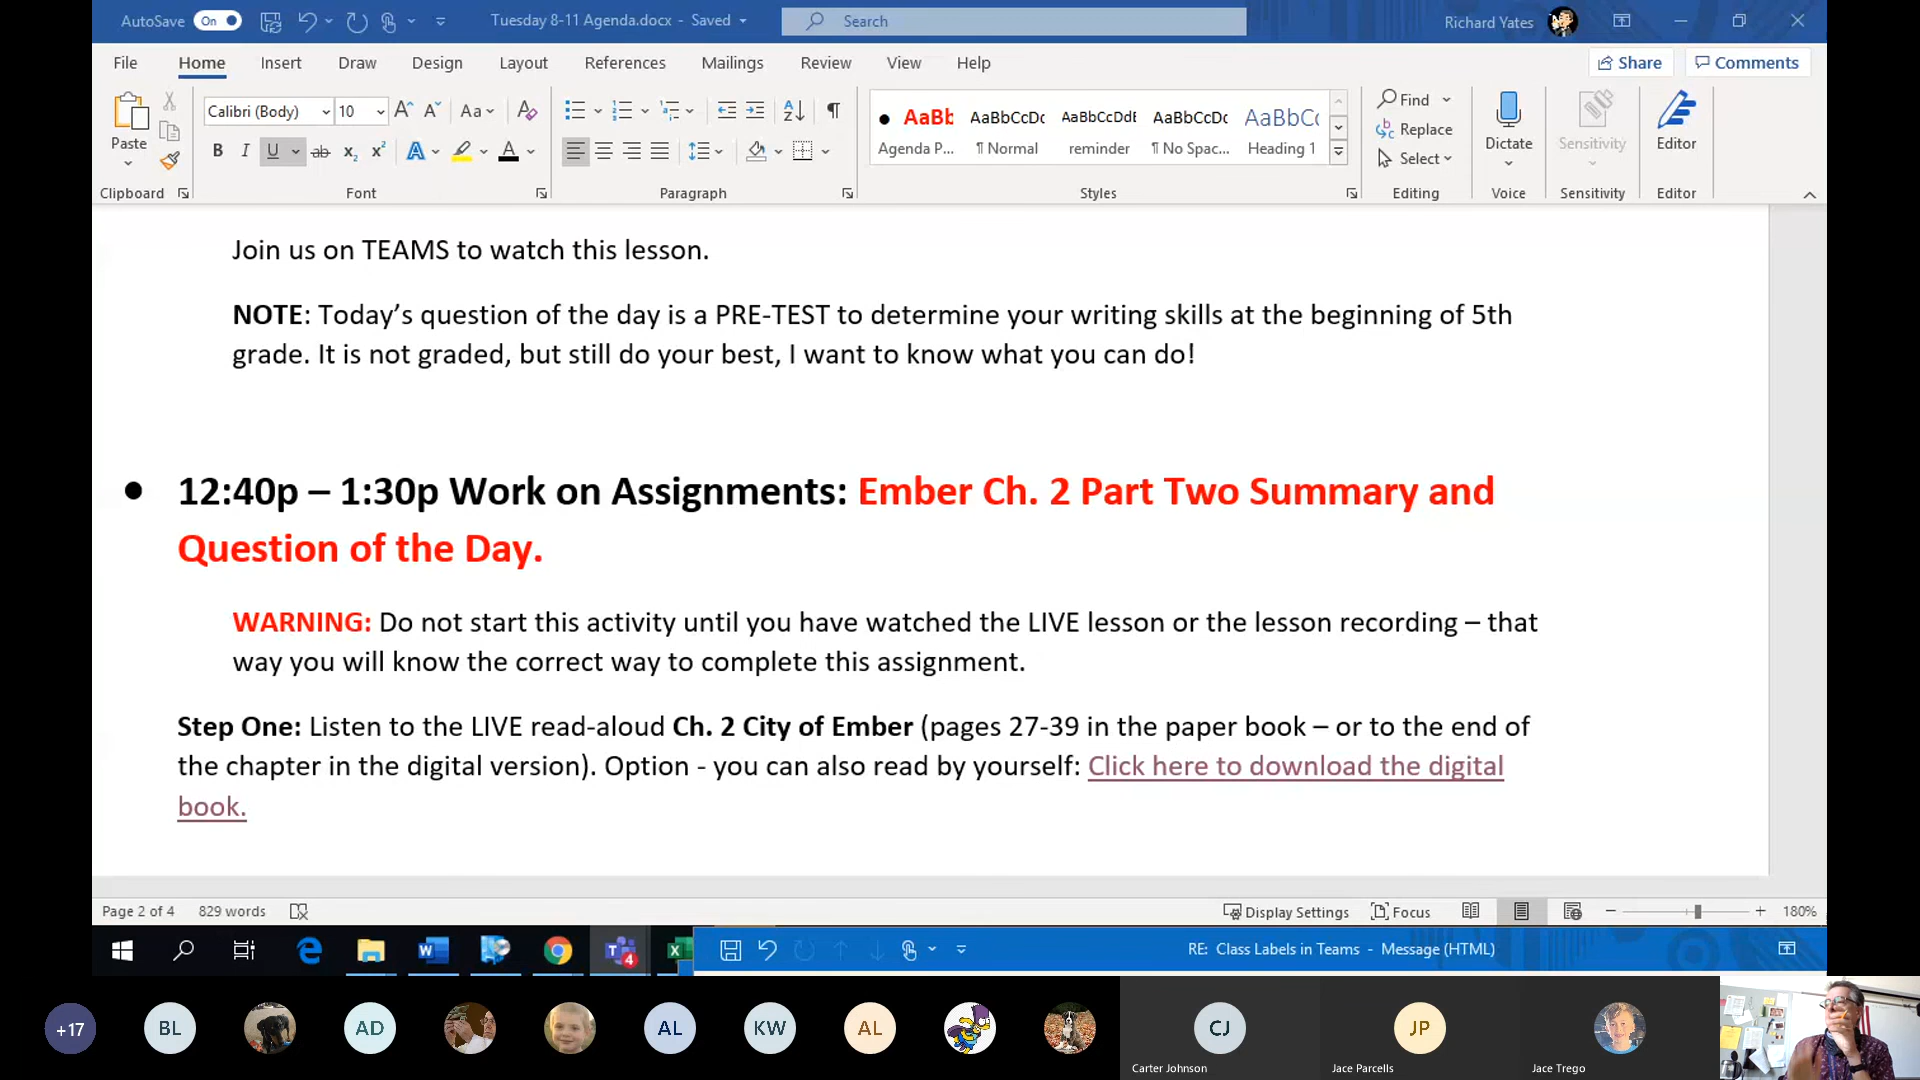 AutoSave On Tuesday 8-11 Agenda.docx - Saved Search Richard Yates
File Home Insert Draw Design Layout References Mailings Review View Help Share Comments
Calibri (Body) 10 Aa AaBb AaBbCcDc AaBbCcDdE AaBbCcDc AaBbCc Find
Paste Agenda P... ¶ Normal reminder ¶ No Spac... Heading 1 Replace Dictate Sensitivity Editor
B I U ab x₂ x² A A Select
Clipboard Font Paragraph Styles Editing Voice Sensitivity Editor
Join us on TEAMS to watch this lesson.
NOTE: Today's question of the day is a PRE-TEST to determine your writing skills at the beginning of 5th
grade. It is not graded, but still do your best, I want to know what you can do!
● 12:40p – 1:30p Work on Assignments: Ember Ch. 2 Part Two Summary and
Question of the Day.
WARNING: Do not start this activity until you have watched the LIVE lesson or the lesson recording – that
way you will know the correct way to complete this assignment.
Step One: Listen to the LIVE read-aloud Ch. 2 City of Ember (pages 27-39 in the paper book – or to the end of
the chapter in the digital version). Option - you can also read by yourself: Click here to download the digital
book.
Page 2 of 4 829 words Display Settings Focus 180%
RE: Class Labels in Teams - Message (HTML)
+17 BL AD AL KW AL CJ JP
Carter Johnson Jace Parcells Jace Trego